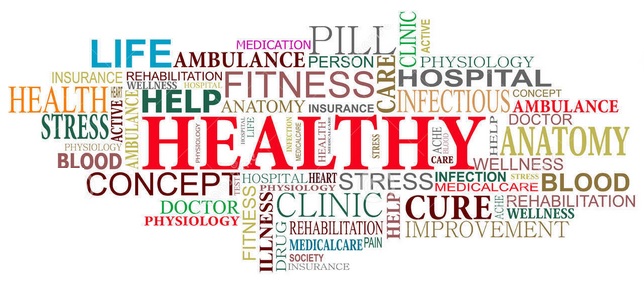 LIFE
MEDICATION
PILL
CLINIC
ACTIVE
AMBULANCE
PERSON
CARE
PHYSIOLOGY
INSURANCE
REHABILITATION
WELLNESS
HOSPITAL
FITNESS
HOSPITAL
HEALTH
HEART
ACTIVE
AMBULANCE
HELP
ANATOMY
INSURANCE
INFECTIOUS
CONCEPT
AMBULANCE
STRESS
DOCTOR
HEALTHY
PHYSIOLOGY
HOSPITAL
LIFE
INFECTION
MEDICALCARE
HEALTH
STRESS
ACHE
BLOOD
CARE
HELP
ANATOMY
PHYSIOLOGY
BLOOD
WELLNESS
CONCEPT
TEST
HOSPITAL
HEART
PHYSIOLOGY
STRESS
INFECTION
STRESS
MEDICALCARE
BLOOD
DOCTOR
PHYSIOLOGY
FITNESS
ILLNESS
DRUG
CLINIC
REHABILITATION
MEDICALCARE
PAIN
SOCIETY
INSURANCE
HELP
CURE
ACHE
REHABILITATION
WELLNESS
IMPROVEMENT